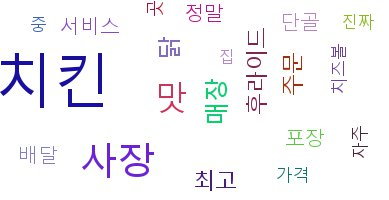 중
서비스
곳
정말
단골
진짜
닭
집
후라이드
주문
치즈볼
치킨
맛
매장
배달
사장
최고
가격
포장
자주